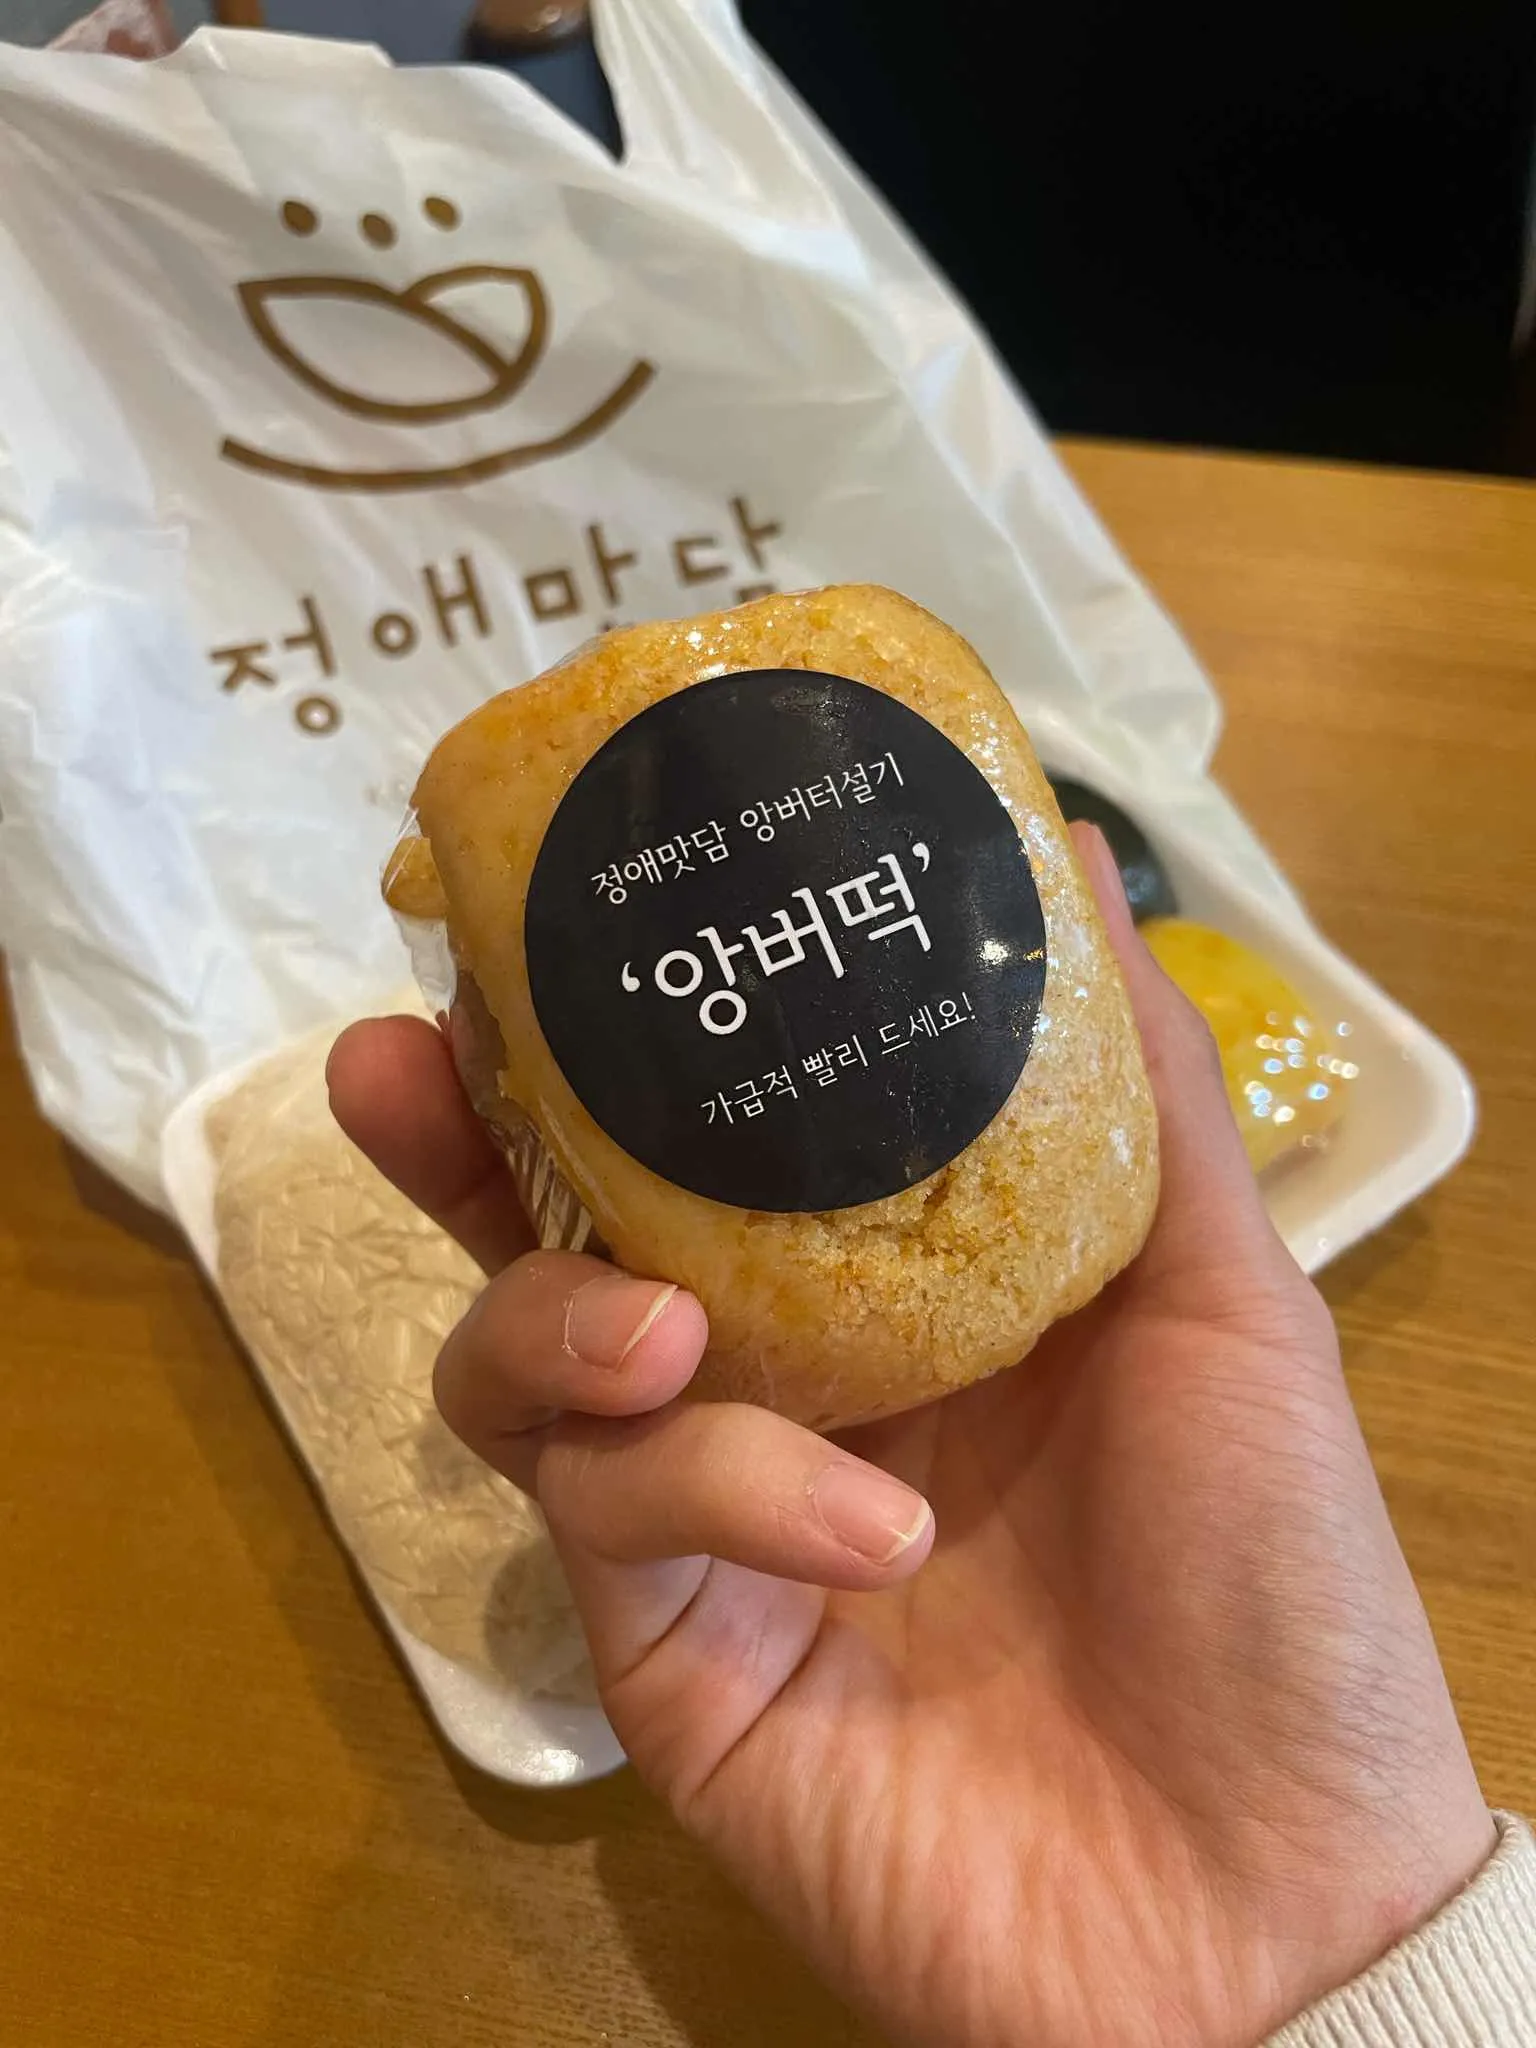 정애맛담
정애맛담 앙버터설기
‘앙버떡’
가급적 빨리 드세요!